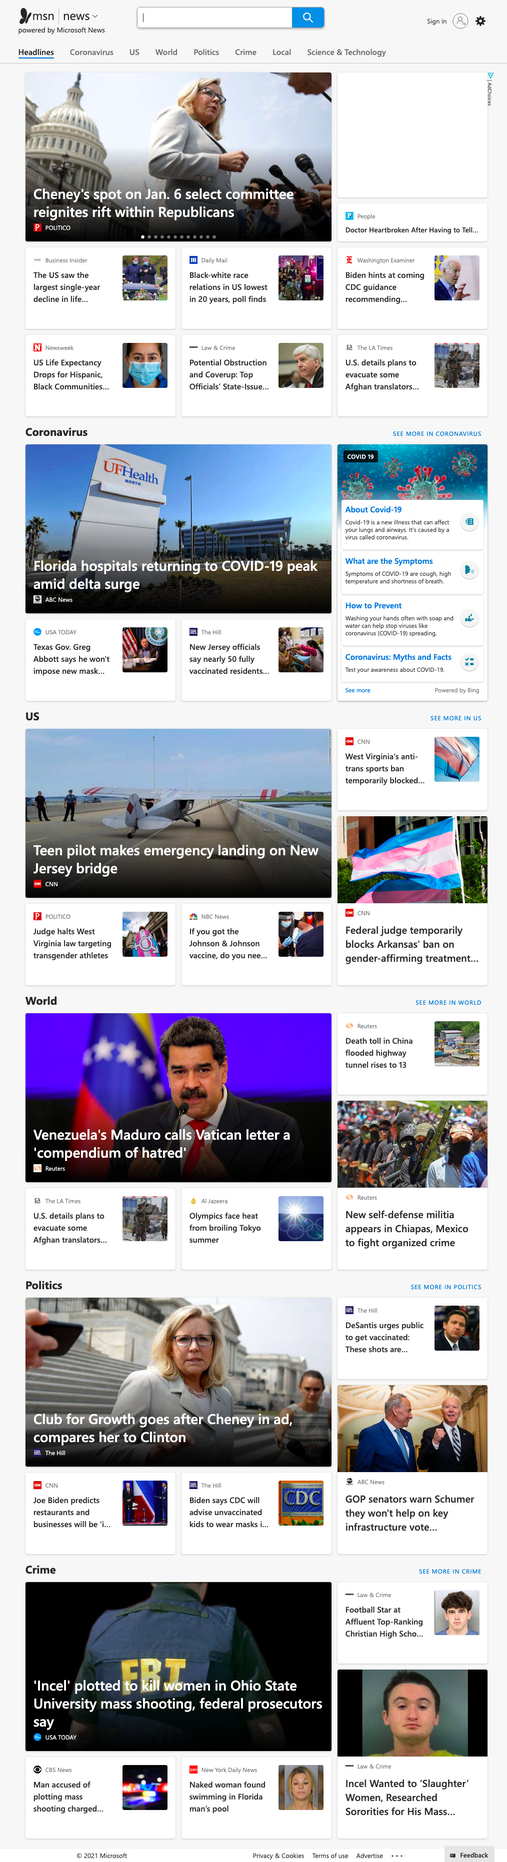 msn | news
powered by Microsoft News
Sign in
Headlines Coronavirus US World Politics Crime Local Science & Technology
Cheney's spot on Jan. 6 select committee
reignites rift within Republicans
POLITICO
AdChoices
People
Doctor Heartbroken After Having to Tell...
Business Insider
The US saw the
largest single-year
decline in life...
Daily Mail
Black-white race
relations in US lowest
in 20 years, poll finds
Washington Examiner
Biden hints at coming
CDC guidance
recommending...
Newsweek
US Life Expectancy
Drops for Hispanic,
Black Communities...
Law & Crime
Potential Obstruction
and Coverup: Top
Officials' State-Issue...
The LA Times
U.S. details plans to
evacuate some
Afghan translators...
Coronavirus
SEE MORE IN CORONAVIRUS
UFHealth
NORTH
Florida hospitals returning to COVID-19 peak
amid delta surge
ABC News
COVID 19
About Covid-19
Covid-19 is a new illness that can affect
your lungs and airways. It's caused by a
virus called coronavirus.
What are the Symptoms
Symptoms of COVID-19 are cough, high
temperature and shortness of breath.
How to Prevent
Washing your hands often with soap and
water can help stop viruses like
coronavirus (COVID-19) spreading.
Coronavirus: Myths and Facts
Test your awareness about COVID-19.
See more
Powered by Bing
USA TODAY
Texas Gov. Greg
Abbott says he won't
impose new mask...
The Hill
New Jersey officials
say nearly 50 fully
vaccinated residents...
US
SEE MORE IN US
Teen pilot makes emergency landing on New
Jersey bridge
CNN
CNN
West Virginia's anti-
trans sports ban
temporarily blocked...
CNN
Federal judge temporarily
blocks Arkansas' ban on
gender-affirming treatment...
POLITICO
Judge halts West
Virginia law targeting
transgender athletes
NBC News
If you got the
Johnson & Johnson
vaccine, do you nee...
World
SEE MORE IN WORLD
Venezuela's Maduro calls Vatican letter a
'compendium of hatred'
Reuters
Reuters
Death toll in China
flooded highway
tunnel rises to 13
Reuters
New self-defense militia
appears in Chiapas, Mexico
to fight organized crime
The LA Times
U.S. details plans to
evacuate some
Afghan translators...
Al Jazeera
Olympics face heat
from broiling Tokyo
summer
Politics
SEE MORE IN POLITICS
Club for Growth goes after Cheney in ad,
compares her to Clinton
The Hill
The Hill
DeSantis urges public
to get vaccinated:
These shots are...
ABC News
GOP senators warn Schumer
they won't help on key
infrastructure vote...
CNN
Joe Biden predicts
restaurants and
businesses will be 'i...
The Hill
Biden says CDC will
advise unvaccinated
kids to wear masks i...
CDC
Crime
SEE MORE IN CRIME
FBI
'Incel' plotted to kill women in Ohio State
University mass shooting, federal prosecutors
say
USA TODAY
Law & Crime
Football Star at
Affluent Top-Ranking
Christian High Scho...
Law & Crime
Incel Wanted to 'Slaughter'
Women, Researched
Sororities for His Mass...
CBS News
Man accused of
plotting mass
shooting charged...
New York Daily News
Naked woman found
swimming in Florida
man's pool
© 2021 Microsoft
Privacy & Cookies Terms of use Advertise ...
Feedback